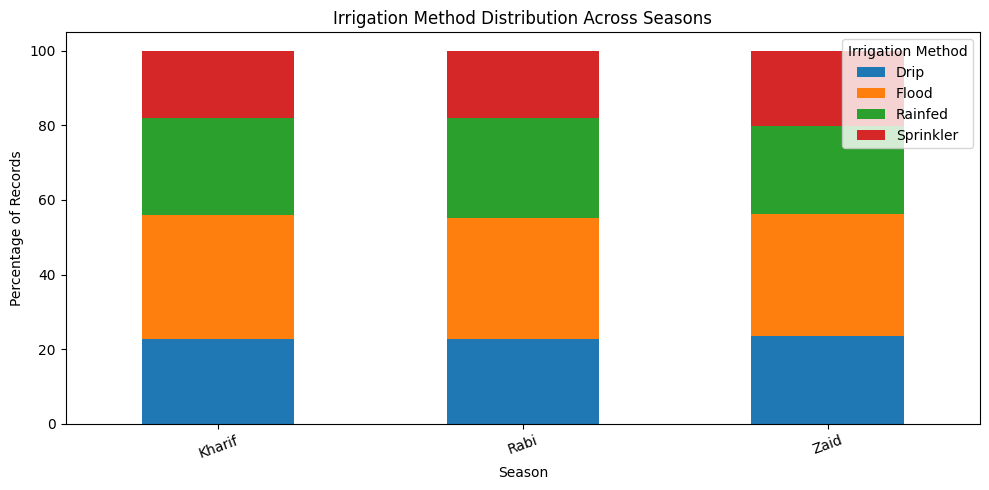 Irrigation Method Distribution Across Seasons
Percentage of Records
100
80
60
40
20
0
Irrigation Method
Drip
Flood
Rainfed
Sprinkler
Kharif
Rabi
Zaid
Season